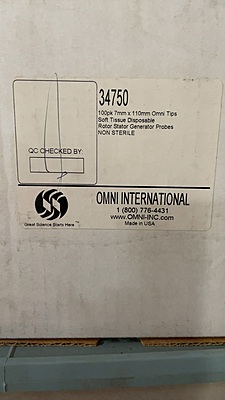 34750
100pk 7mm x 110mm Omni Tips
Soft Tissue Disposable
Rotor Stator Generator Probes
NON STERILE
QC CHECKED BY:
OMNI INTERNATIONAL
1 (800) 776-4431
www.OMNI-INC.com
Made in USA
Great Science Starts Here
TM